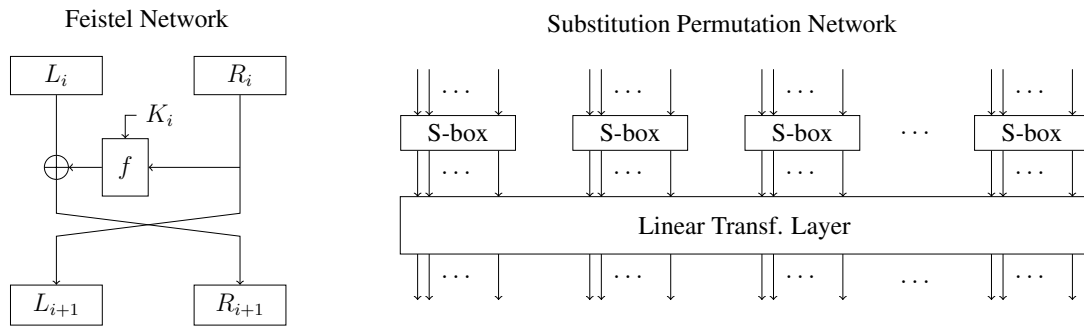 Feistel Network
L_i R_i
K_i
f
L_{i+1} R_{i+1}
Substitution Permutation Network
... ... ... ...
S-box S-box S-box ... S-box
... ... ... ...
Linear Transf. Layer
... ... ... ... ...